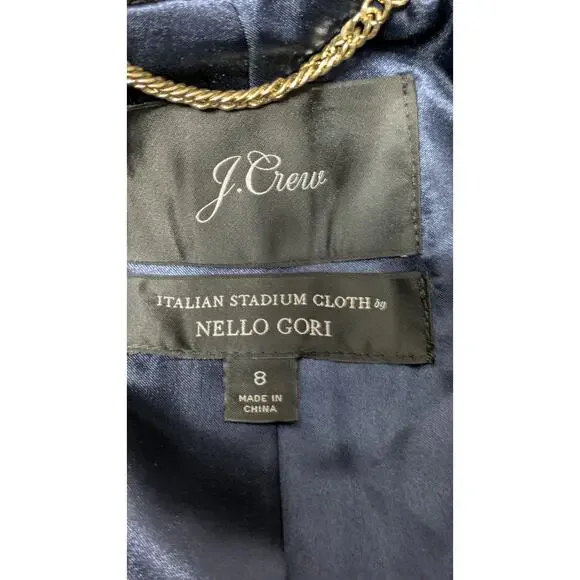 J.Crew
ITALIAN STADIUM CLOTH by
NELLO GORI
8
MADE IN
CHINA